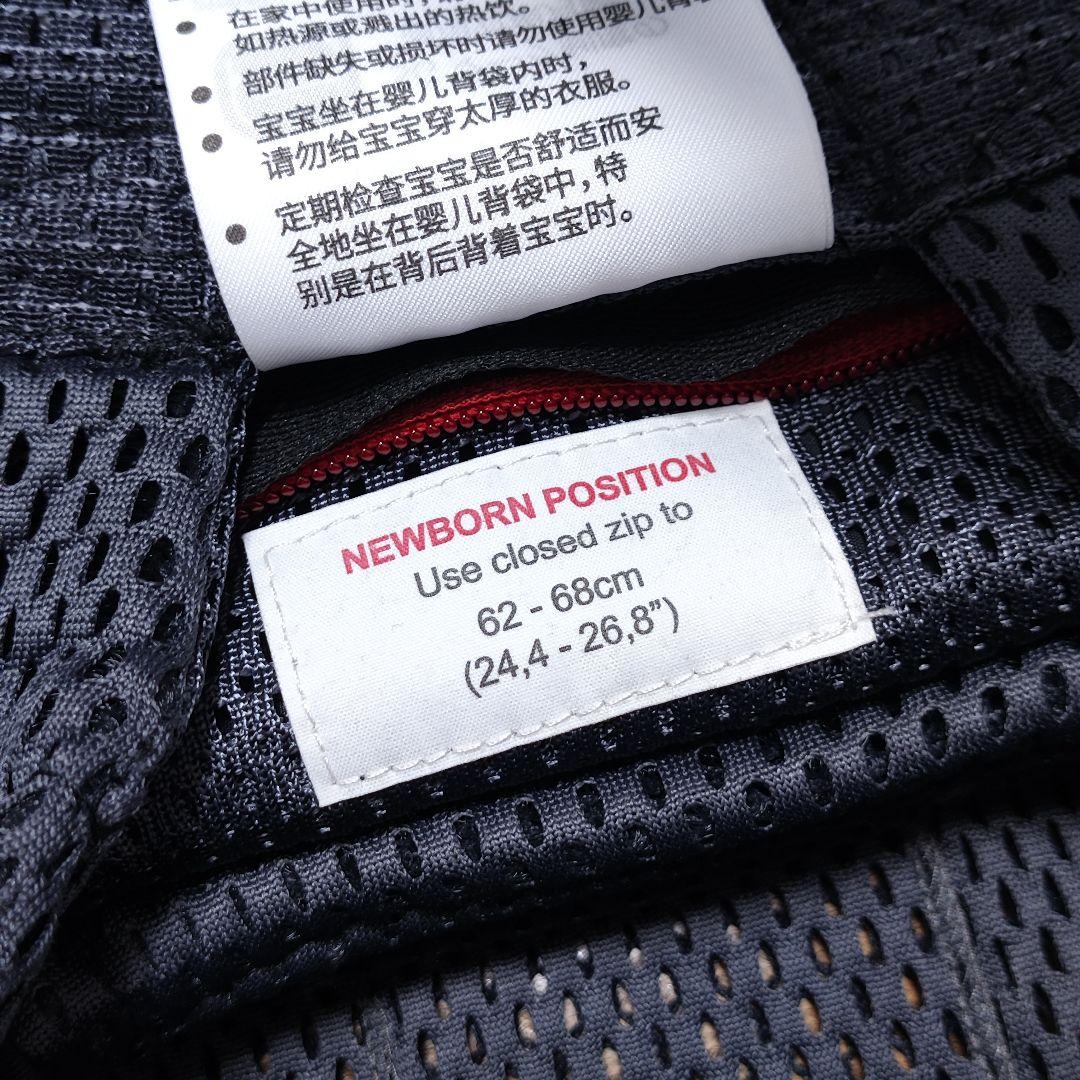 在家中使用时,
如热源或溅出的热饮。
部件缺失或损坏时请勿使用婴儿背
宝宝坐在婴儿背袋内时,
请勿给宝宝穿太厚的衣服。
定期检查宝宝是否舒适而安
全地坐在婴儿背袋中,特
别是在背后背着宝宝时。
NEWBORN POSITION
Use closed zip to
62 - 68cm
(24,4 - 26,8”)